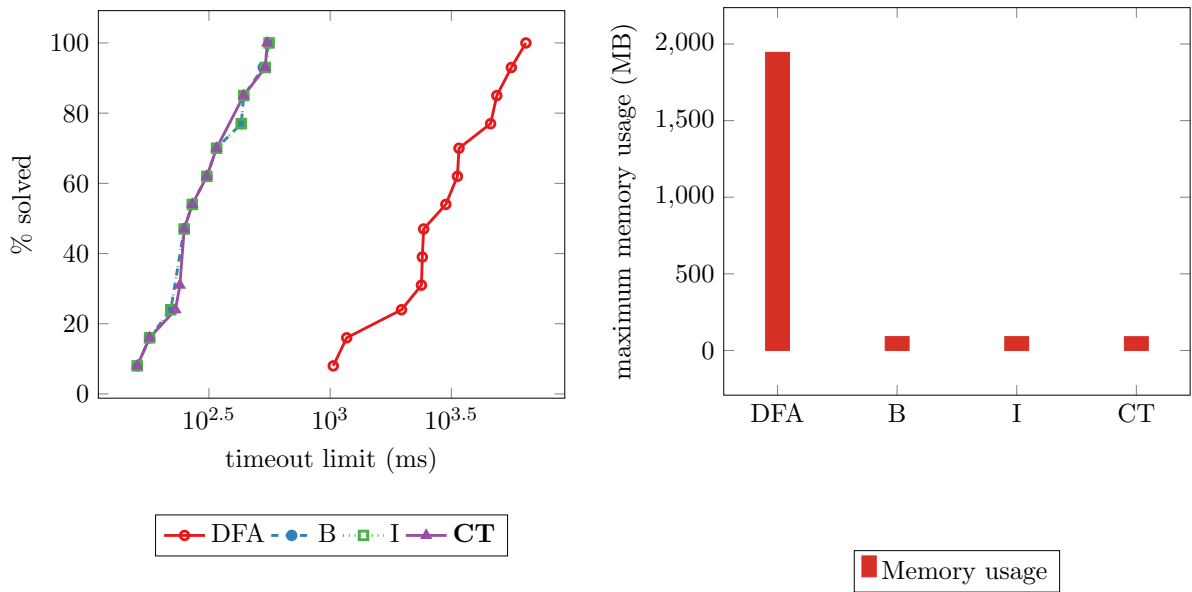 100
80
60
40
20
0
% solved
10^2.5
10^3
10^3.5
timeout limit (ms)
DFA B I CT
2,000
1,500
1,000
500
0
maximum memory usage (MB)
DFA
B
I
CT
Memory usage